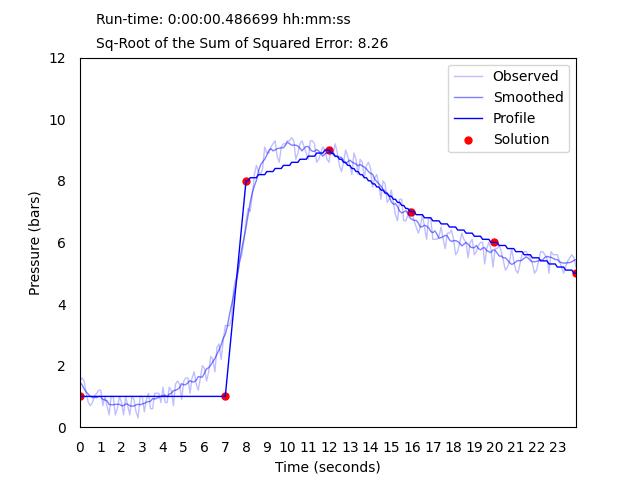 Run-time: 0:00:00.486699 hh:mm:ss
Sq-Root of the Sum of Squared Error: 8.26
12
10
8
6
4
2
0
Pressure (bars)
Observed
Smoothed
Profile
Solution
0 1 2 3 4 5 6 7 8 9 10 11 12 13 14 15 16 17 18 19 20 21 22 23
Time (seconds)